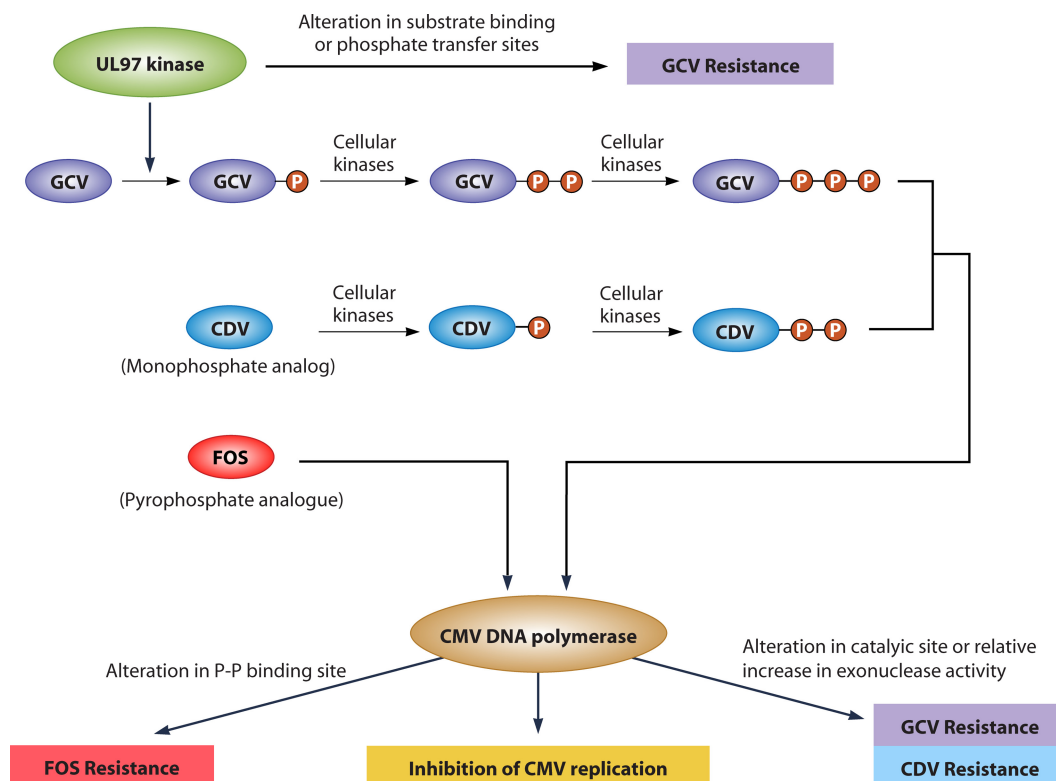 Alteration in substrate binding
or phosphate transfer sites
UL97 kinase
GCV Resistance
Cellular
kinases
Cellular
kinases
GCV
GCV
P
GCV
P P
GCV
P P P
Cellular
kinases
Cellular
kinases
CDV
CDV
P
CDV
P P
(Monophosphate analog)
FOS
(Pyrophosphate analogue)
CMV DNA polymerase
Alteration in P-P binding site
Alteration in catalyic site or relative
increase in exonuclease activity
GCV Resistance
FOS Resistance
Inhibition of CMV replication
CDV Resistance